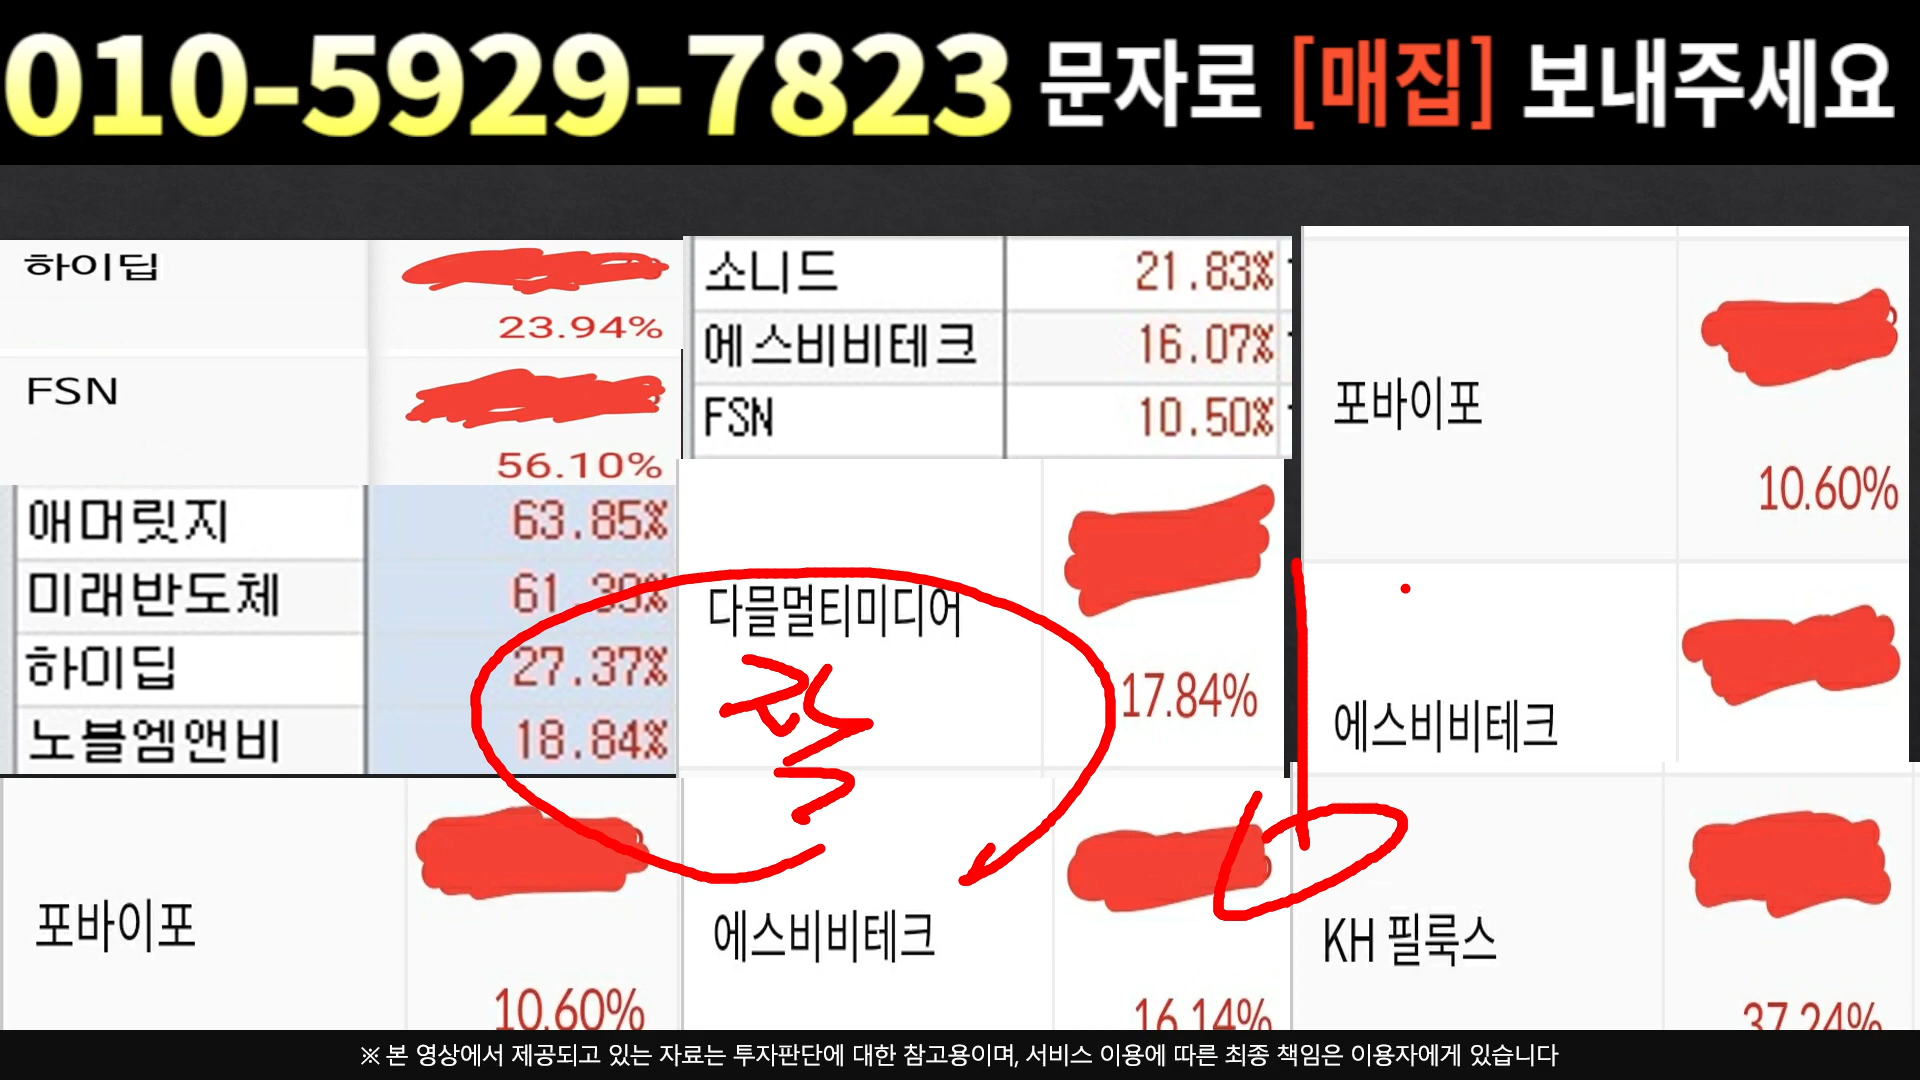 010-5929-7823 문자로 [매집] 보내주세요
하이딥
23.94%
FSN
56.10%
애머릿지 63.85%
미래반도체 61.39%
하이딥 27.37%
노블엠앤비 18.84%
포바이포
10.60%
소니드 21.83%
에스비비테크 16.07%
FSN 10.50%
다믈멀티미디어
17.84%
에스비비테크
16.14%
포바이포
10.60%
에스비비테크
KH 필룩스
37.24%
※ 본 영상에서 제공되고 있는 자료는 투자판단에 대한 참고용이며, 서비스 이용에 따른 최종 책임은 이용자에게 있습니다